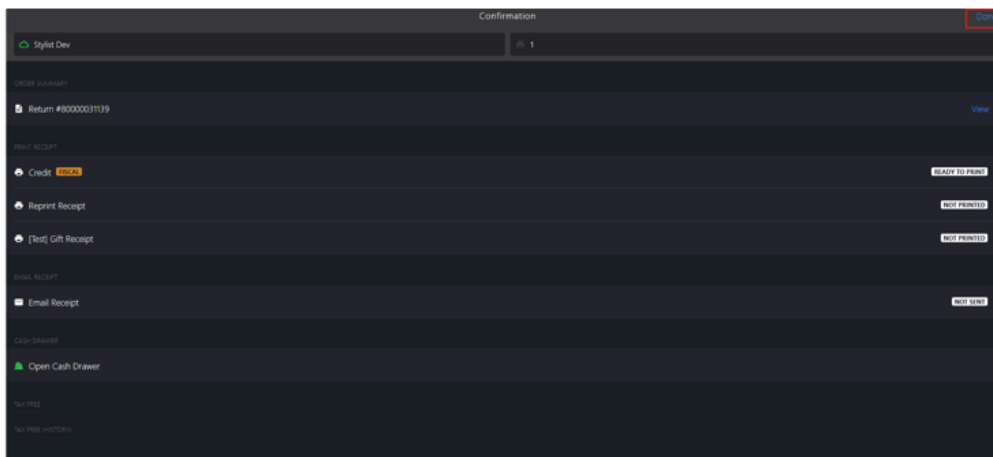 Confirmation
Don
Stylist Dev
1
ORDER SUMMARY
Return #80000031139
View
PRINT RECEIPT
Credit FISCAL
READY TO PRINT
Reprint Receipt
NOT PRINTED
[Test] Gift Receipt
NOT PRINTED
EMAIL RECEIPT
Email Receipt
NOT SENT
CASH DRAWER
Open Cash Drawer
TAX FREE
TAX FREE (HISTORY)